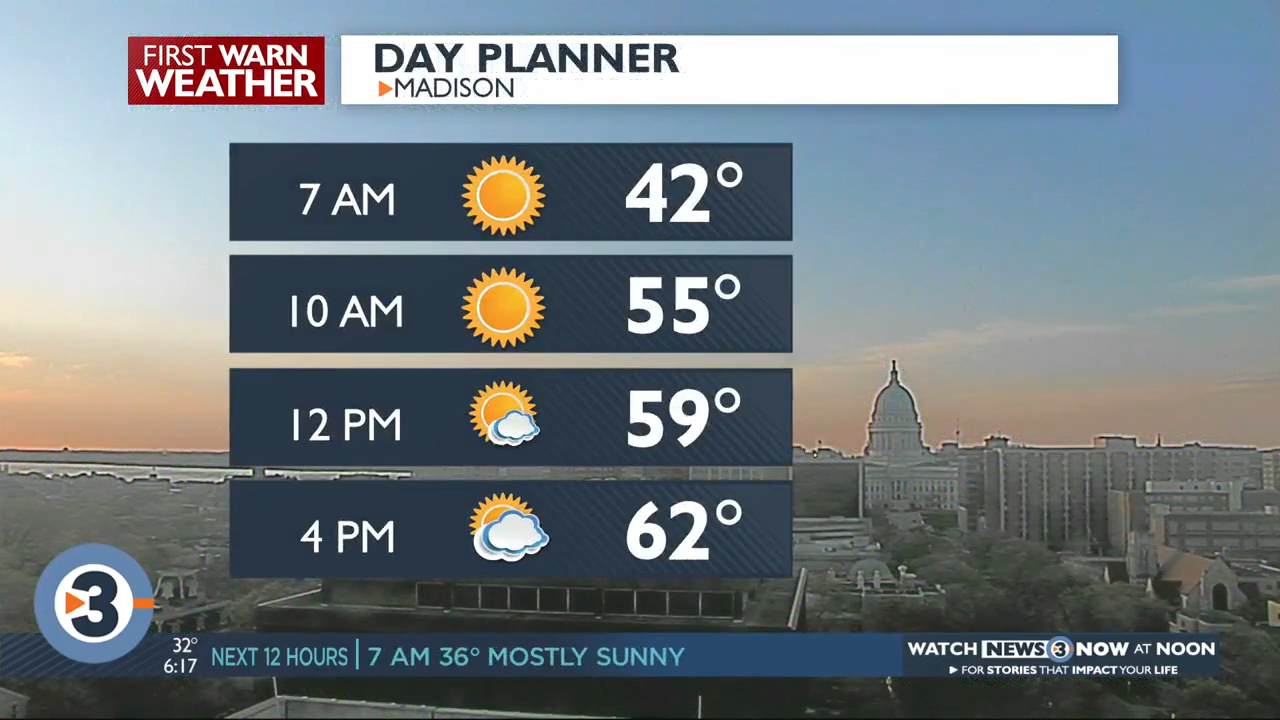 FIRST WARN
WEATHER
DAY PLANNER
MADISON
7 AM 42°
10 AM 55°
12 PM 59°
4 PM 62°
3
32°
6:17
NEXT 12 HOURS 7 AM 36° MOSTLY SUNNY
WATCH NEWS 3 NOW AT NOON
FOR STORIES THAT IMPACT YOUR LIFE